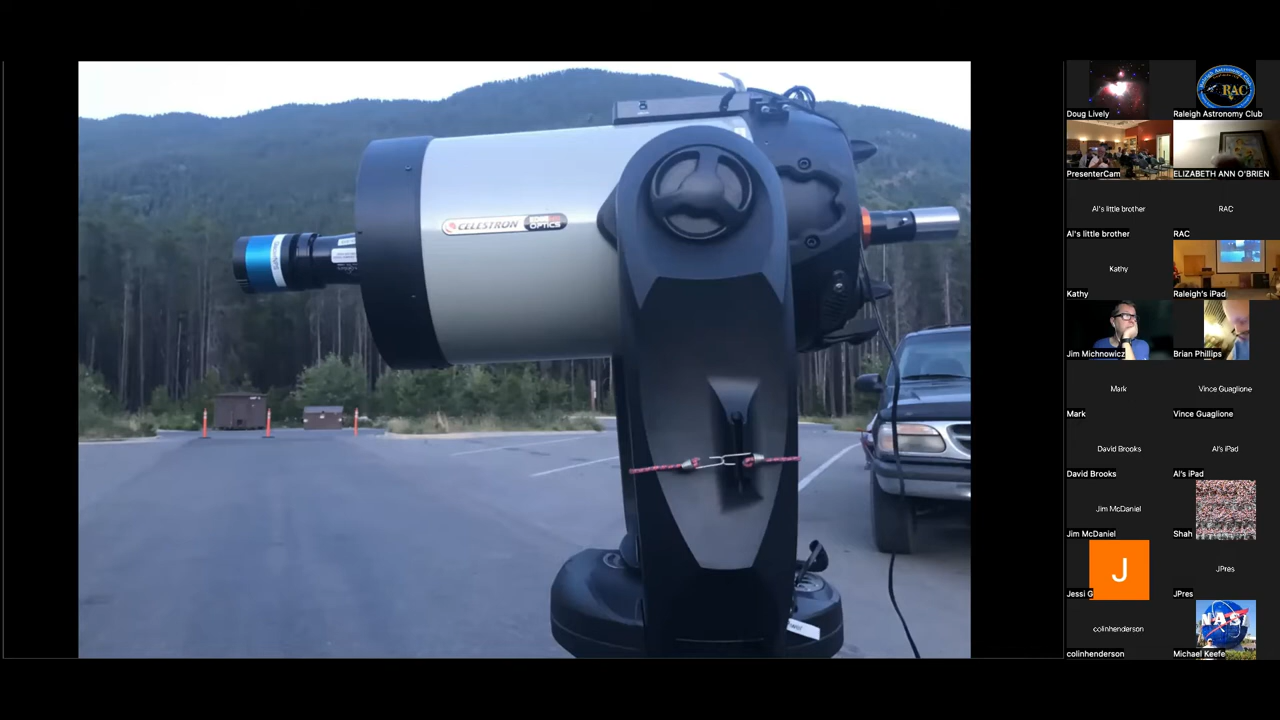 CELESTRON
OPTICS
Doug Lively
RAC
Raleigh Astronomy Club
PresenterCam
ELIZABETH ANN O'BRIEN
Al's little brother
RAC
Al's little brother
RAC
Kathy
Kathy
Raleigh's iPad
Jim Michnowicz
Brian Phillips
Mark
Vince Guaglione
Mark
Vince Guaglione
David Brooks
Al's iPad
David Brooks
Al's iPad
Jim McDaniel
Jim McDaniel
Shah
J
JPres
Jessi G
JPres
colinhenderson
NASA
colinhenderson
Michael Keefe